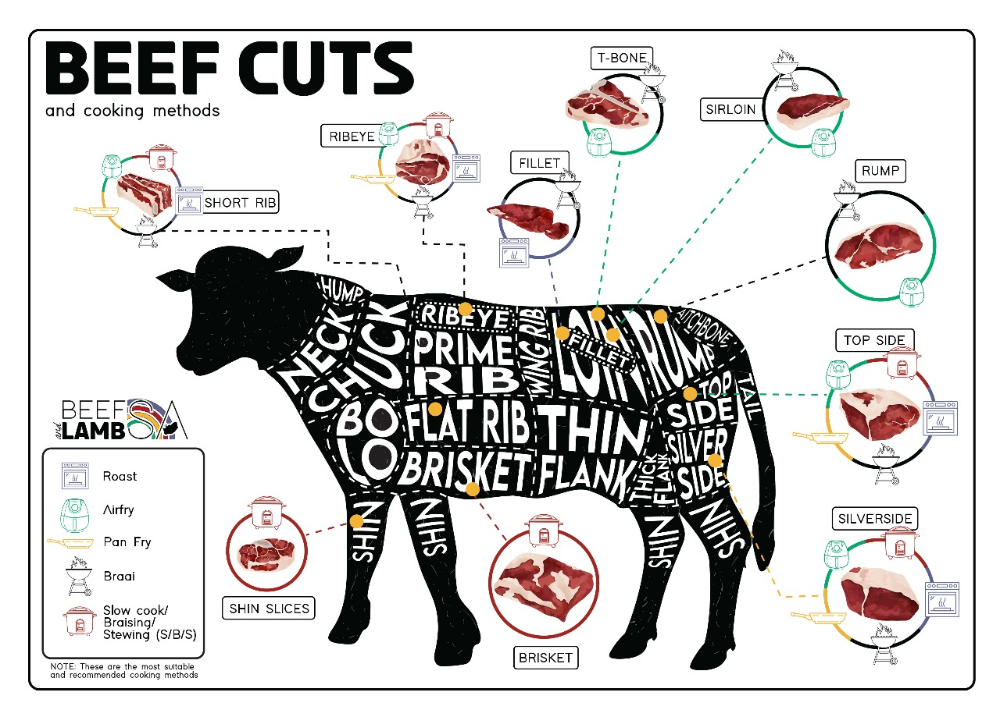 BEEF CUTS
and cooking methods
T-BONE
SIRLOIN
RIBEYE
FILLET
RUMP
SHORT RIB
HUMP
NECK
CHUCK
RIBEYE
PRIME
RIB
WING RIB
LOIN
FILLET
RUMP
AITCHBONE
TOP SIDE
TOP
SIDE
TAIL
BO
LO
FLAT RIB
BRISKET
THIN
FLANK
THICK
FLANK
SILVER
SIDE
SHIN
SHIN
SHIN
SHIN
SILVERSIDE
SHIN SLICES
BRISKET
BEEF
and
LAMB
SA
Roast
Airfry
Pan Fry
Braai
Slow cook/
Braising/
Stewing (S/B/S)
NOTE: These are the most suitable
and recommended cooking methods